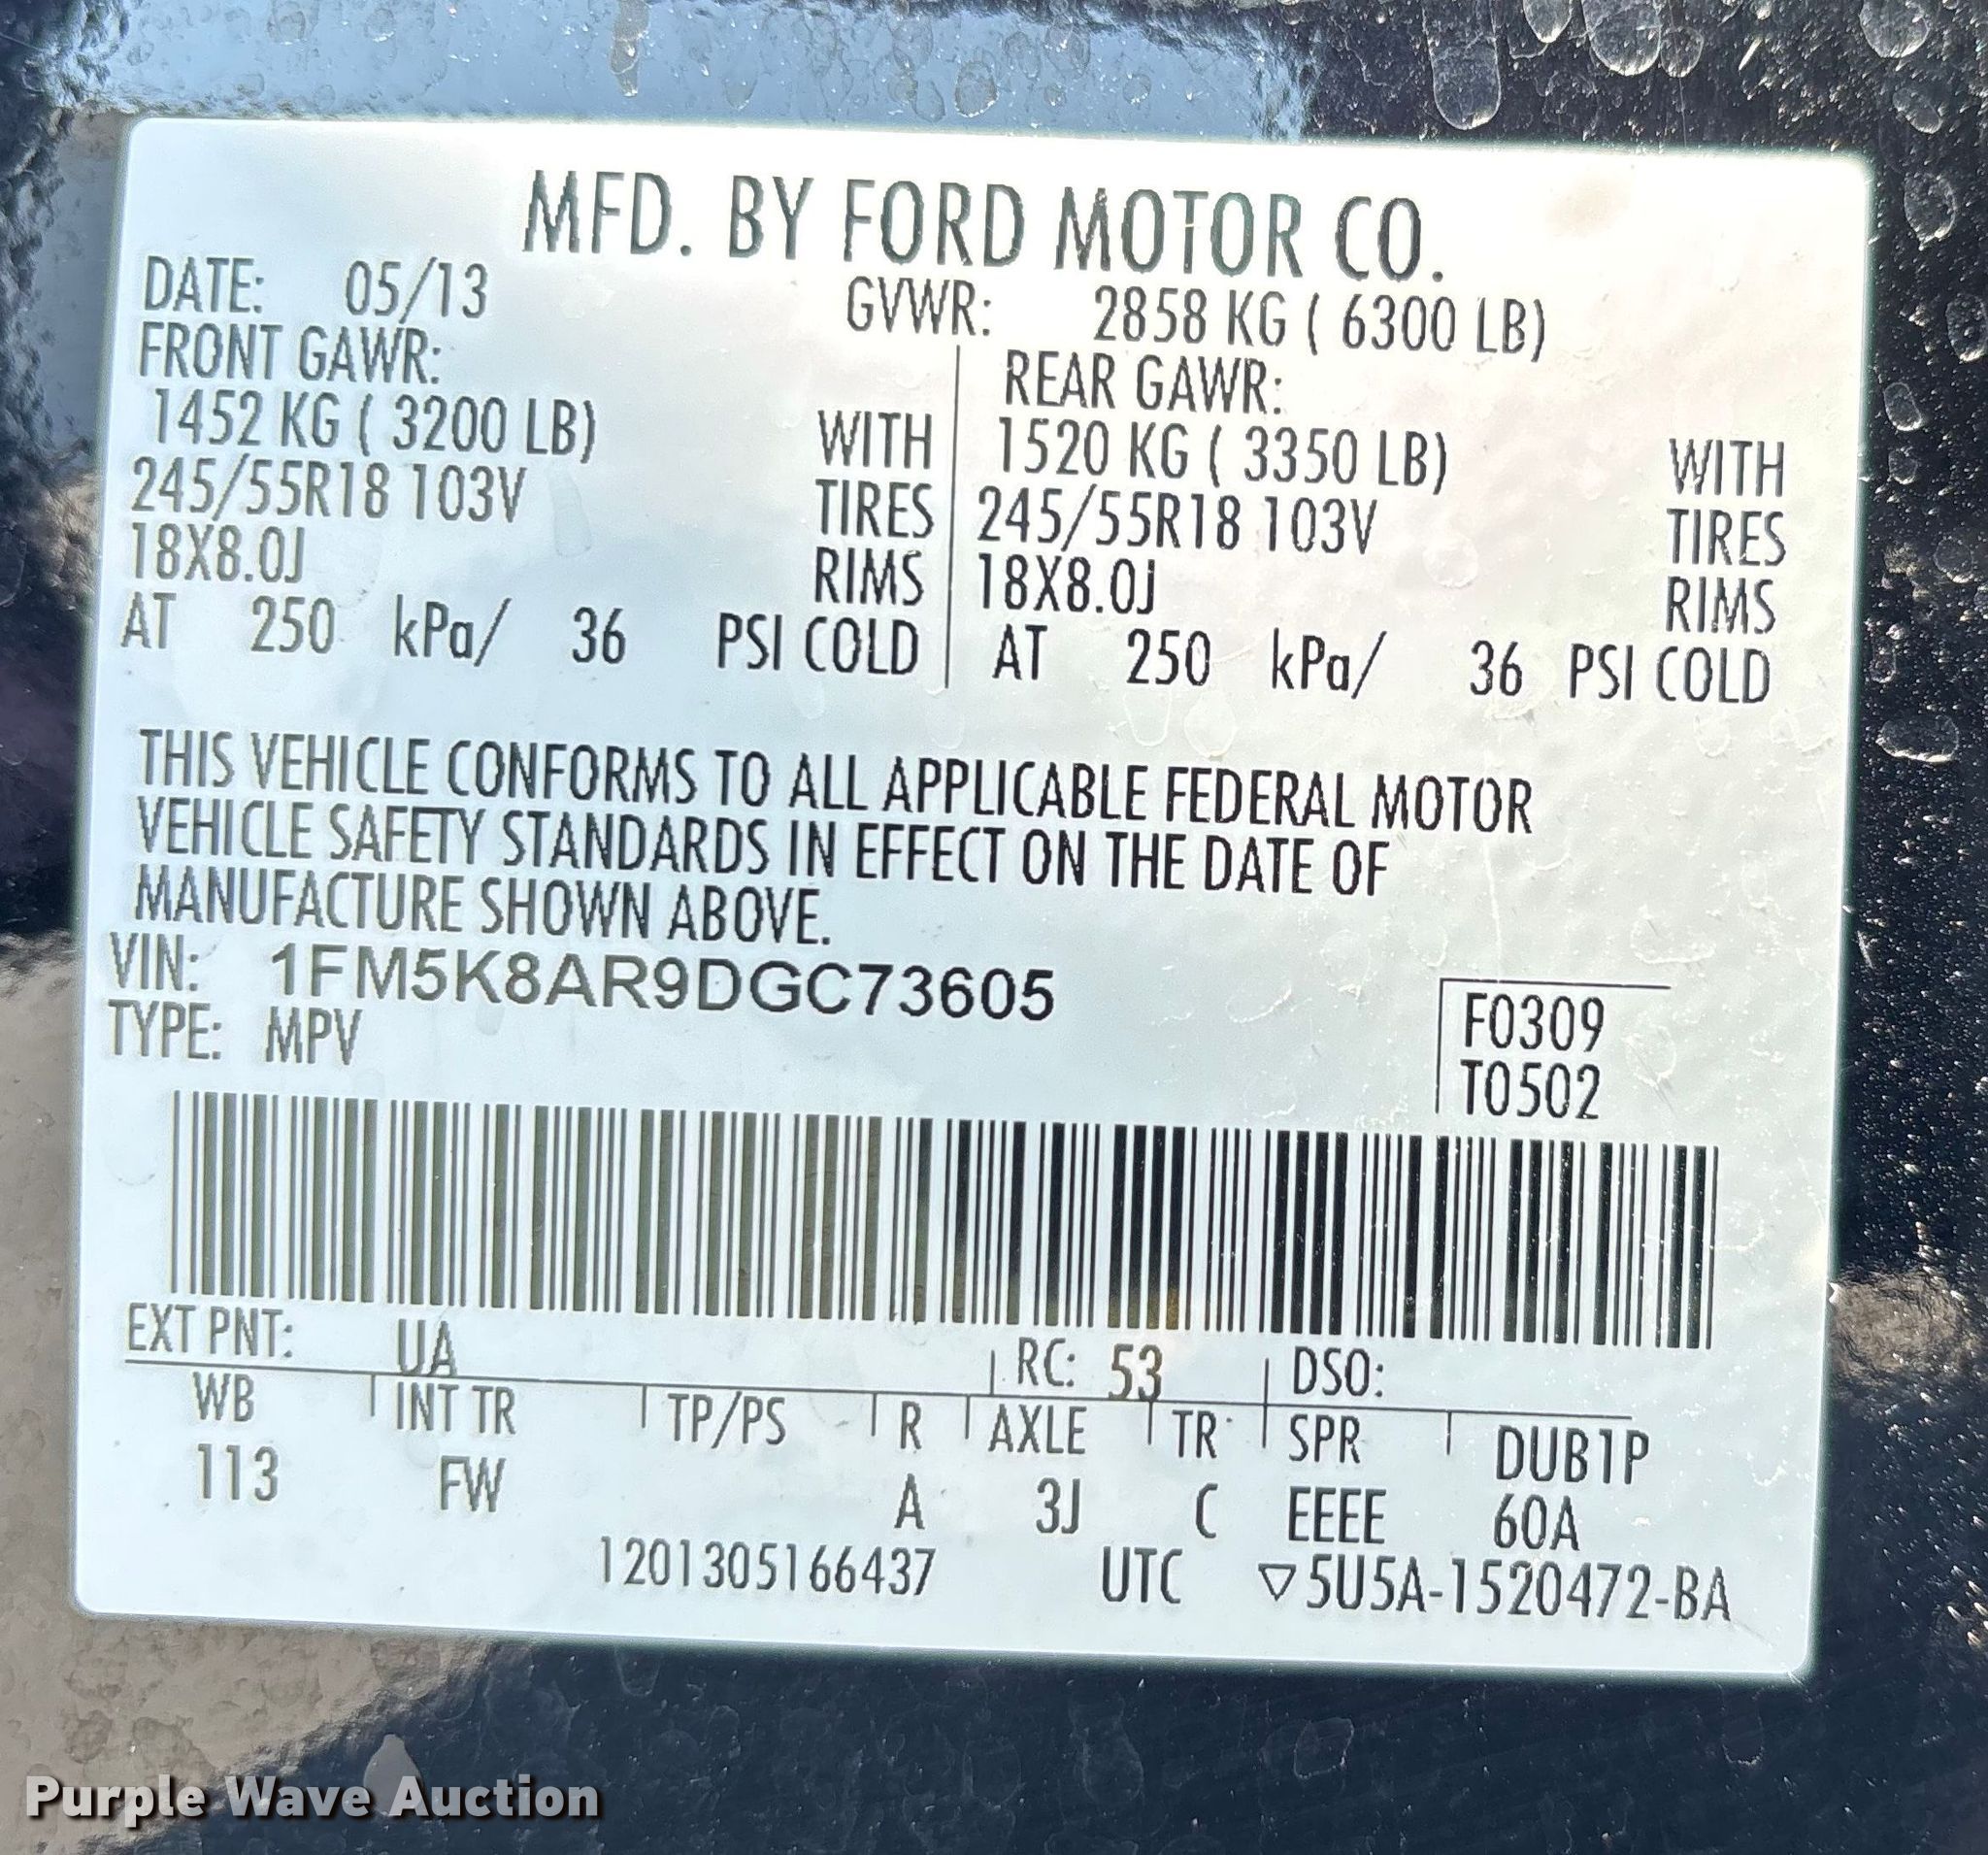 MFD. BY FORD MOTOR CO.
DATE: 05/13 GVWR: 2858 KG ( 6300 LB)
FRONT GAWR: REAR GAWR:
1452 KG ( 3200 LB) WITH 1520 KG ( 3350 LB) WITH
245/55R18 103V TIRES 245/55R18 103V TIRES
18X8.0J RIMS 18X8.0J RIMS
AT 250 kPa/ 36 PSI COLD AT 250 kPa/ 36 PSI COLD
THIS VEHICLE CONFORMS TO ALL APPLICABLE FEDERAL MOTOR
VEHICLE SAFETY STANDARDS IN EFFECT ON THE DATE OF
MANUFACTURE SHOWN ABOVE.
VIN: 1FM5K8AR9DGC73605
TYPE: MPV
F0309
T0502
EXT PNT: UA RC: 53 DSO:
WB INT TR TP/PS R AXLE TR SPR DUB1P
113 FW A 3J C EEEE 60A
1201305166437 UTC ▽5U5A-1520472-BA
Purple Wave Auction